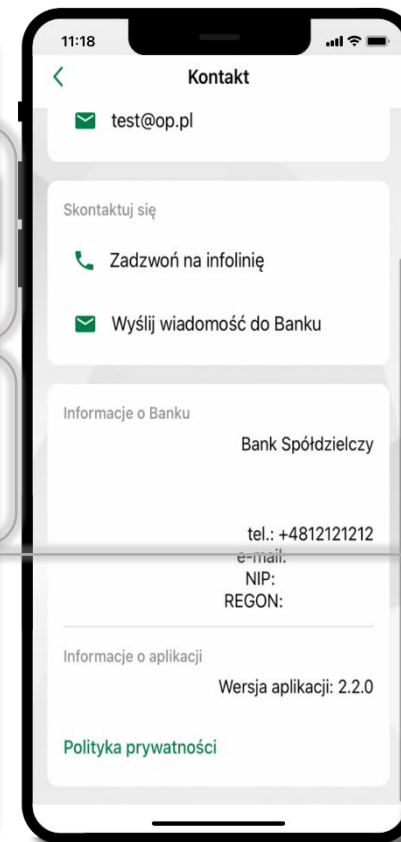 11:18
Kontakt
test@op.pl
Skontaktuj się
Zadzwoń na infolinię
Wyślij wiadomość do Banku
Informacje o Banku
Bank Spółdzielczy
tel.: +4812121212
e-mail:
NIP:
REGON:
Informacje o aplikacji
Wersja aplikacji: 2.2.0
Polityka prywatności